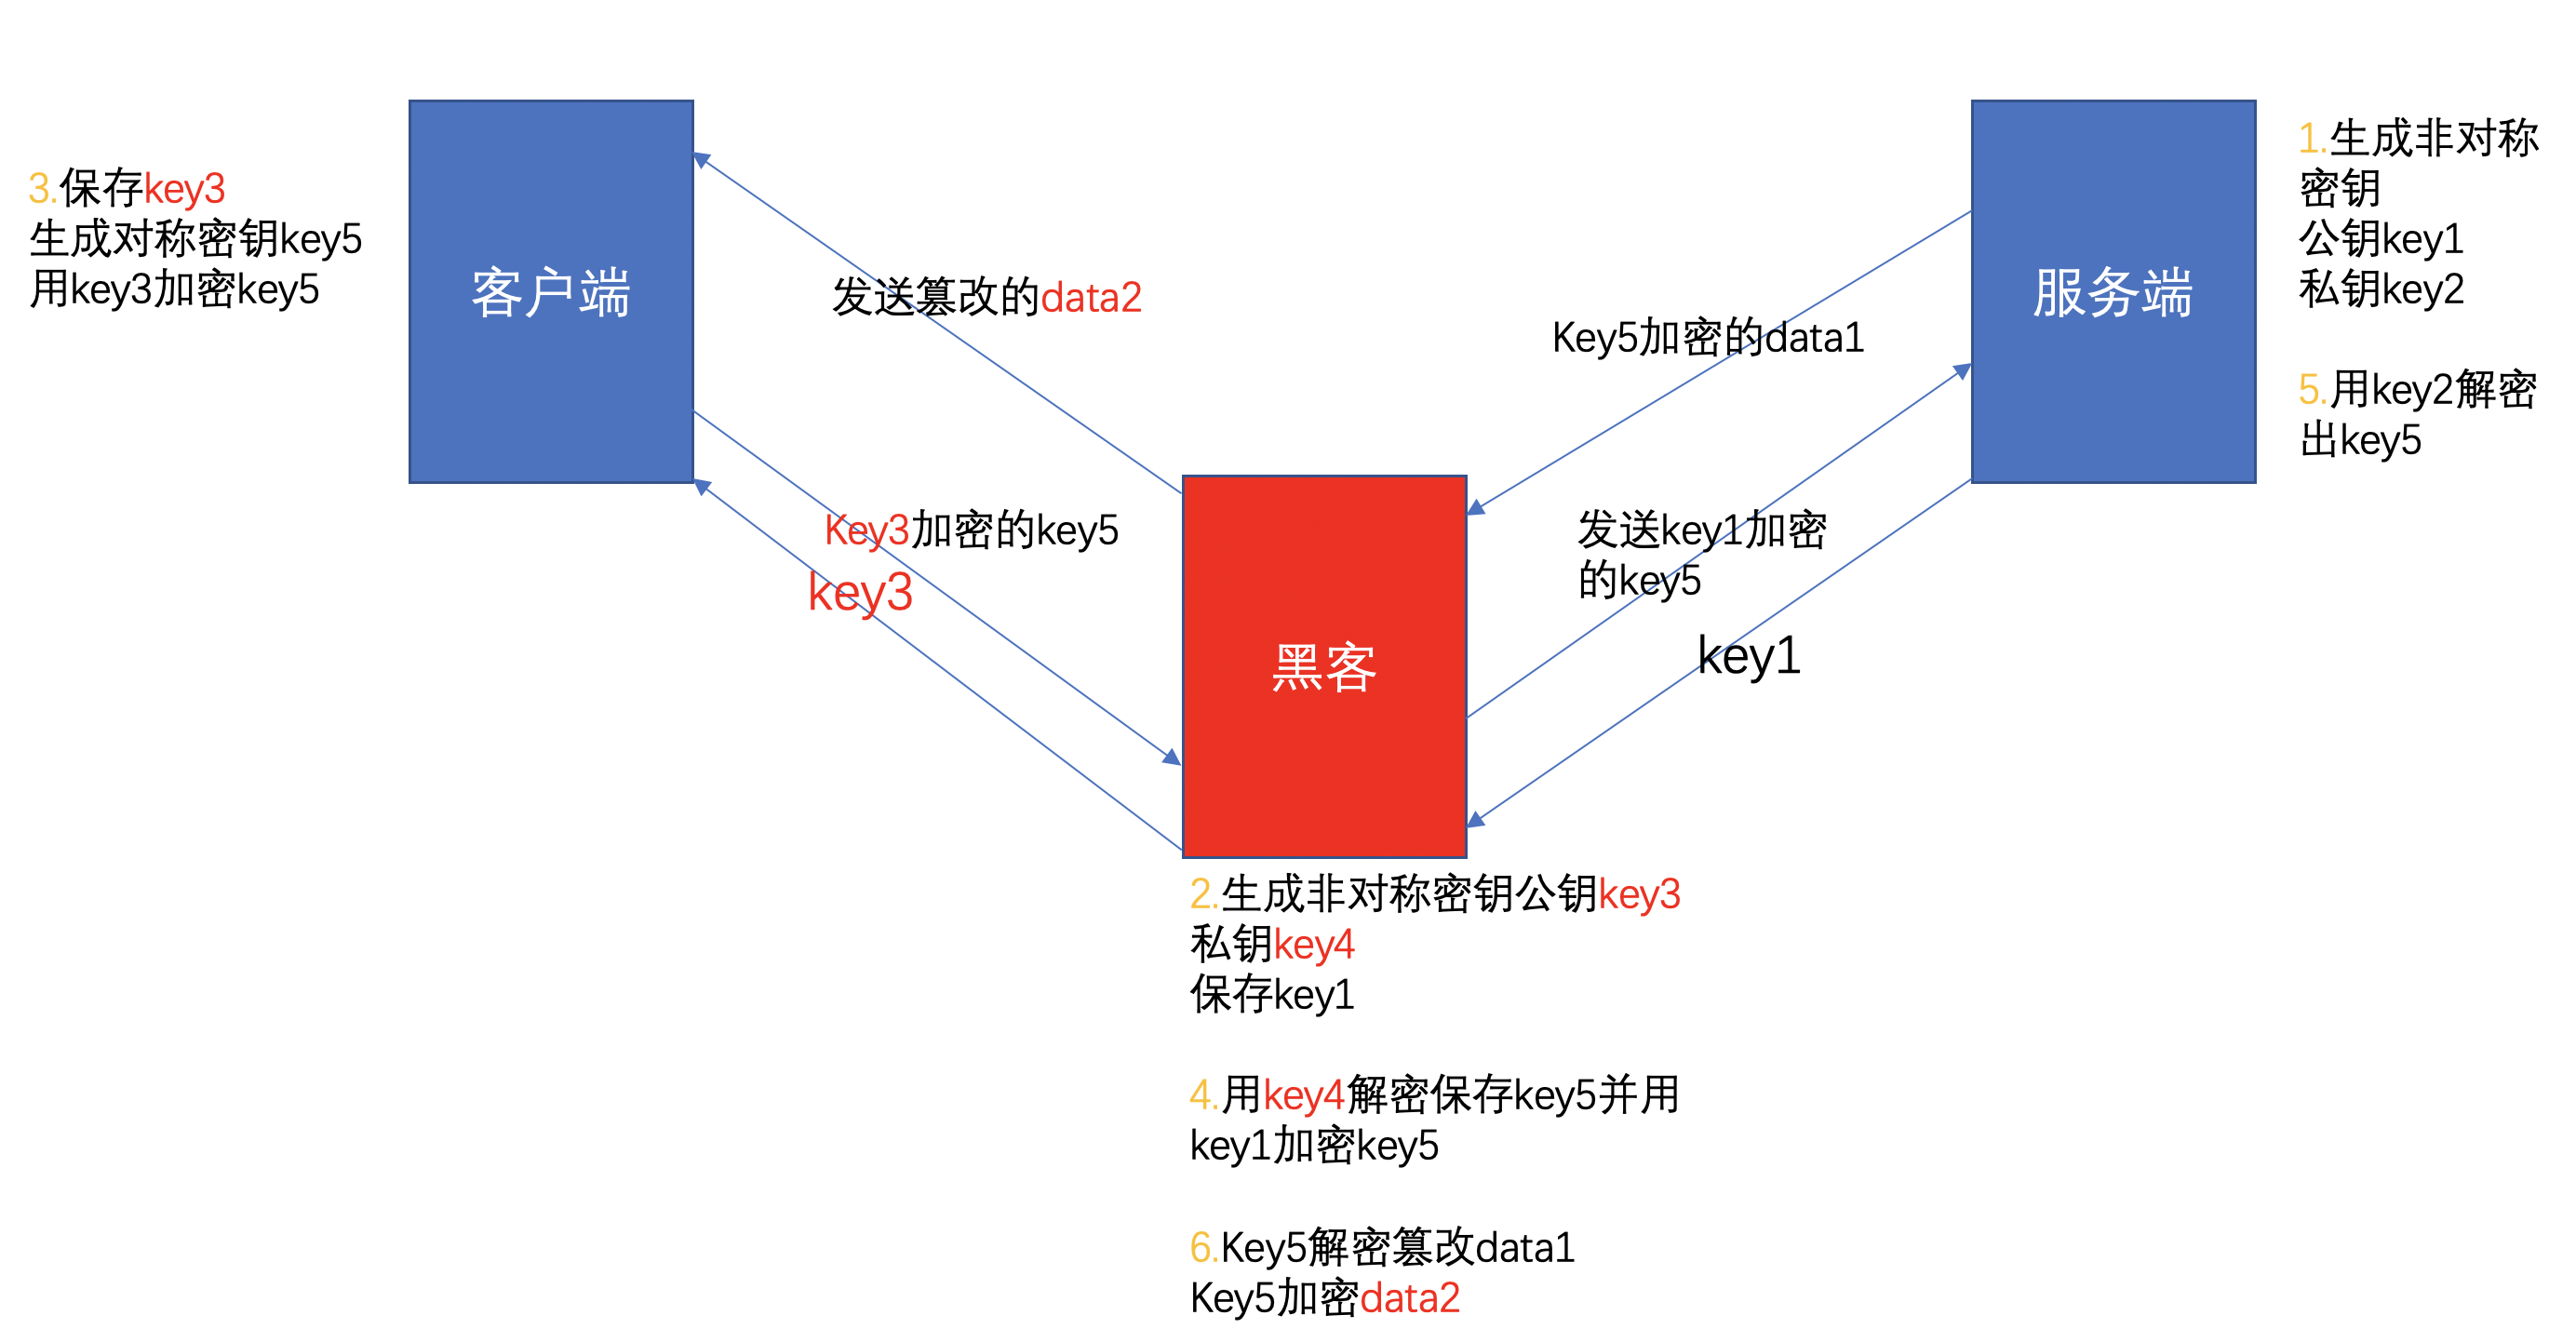 3.保存key3
生成对称密钥key5
用key3加密key5
客户端
发送篡改的data2
Key3加密的key5
key3
黑客
2.生成非对称密钥公钥key3
私钥key4
保存key1
4.用key4解密保存key5并用
key1加密key5
6.Key5解密篡改data1
Key5加密data2
Key5加密的data1
发送key1加密
的key5
key1
服务端
1.生成非对称
密钥
公钥key1
私钥key2
5.用key2解密
出key5